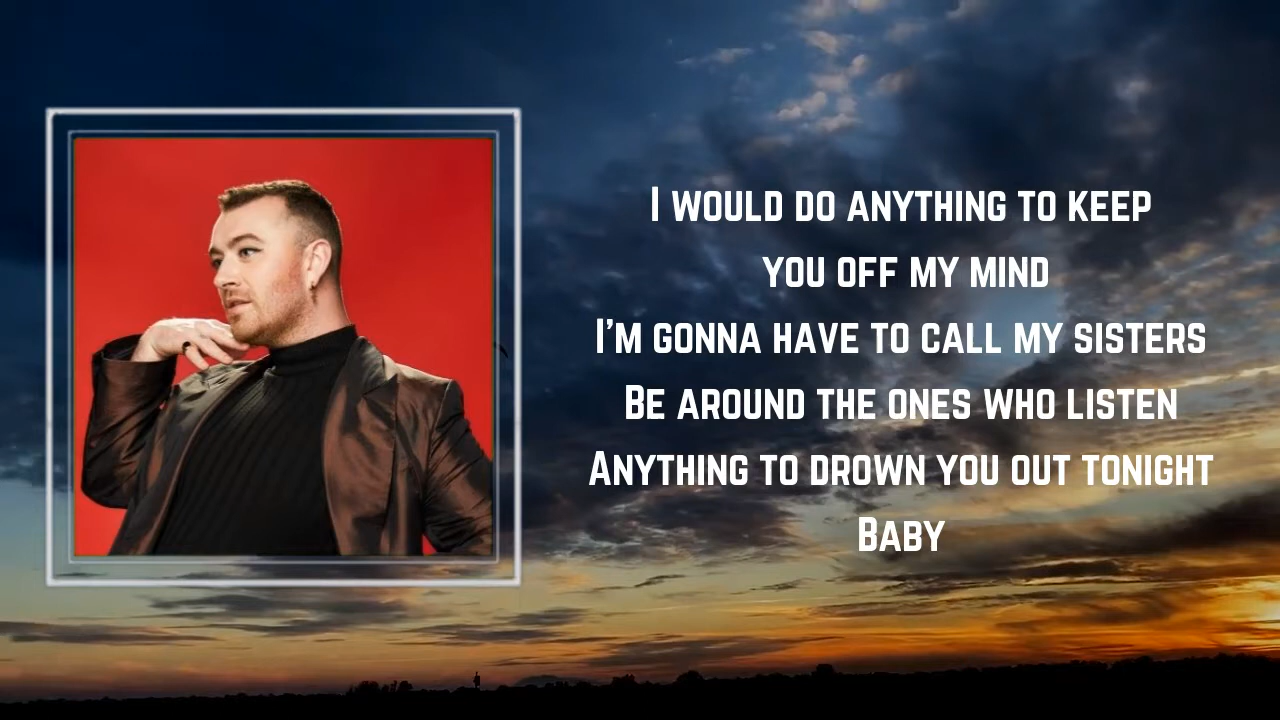 I WOULD DO ANYTHING TO KEEP
YOU OFF MY MIND
I'M GONNA HAVE TO CALL MY SISTERS
BE AROUND THE ONES WHO LISTEN
ANYTHING TO DROWN YOU OUT TONIGHT
BABY